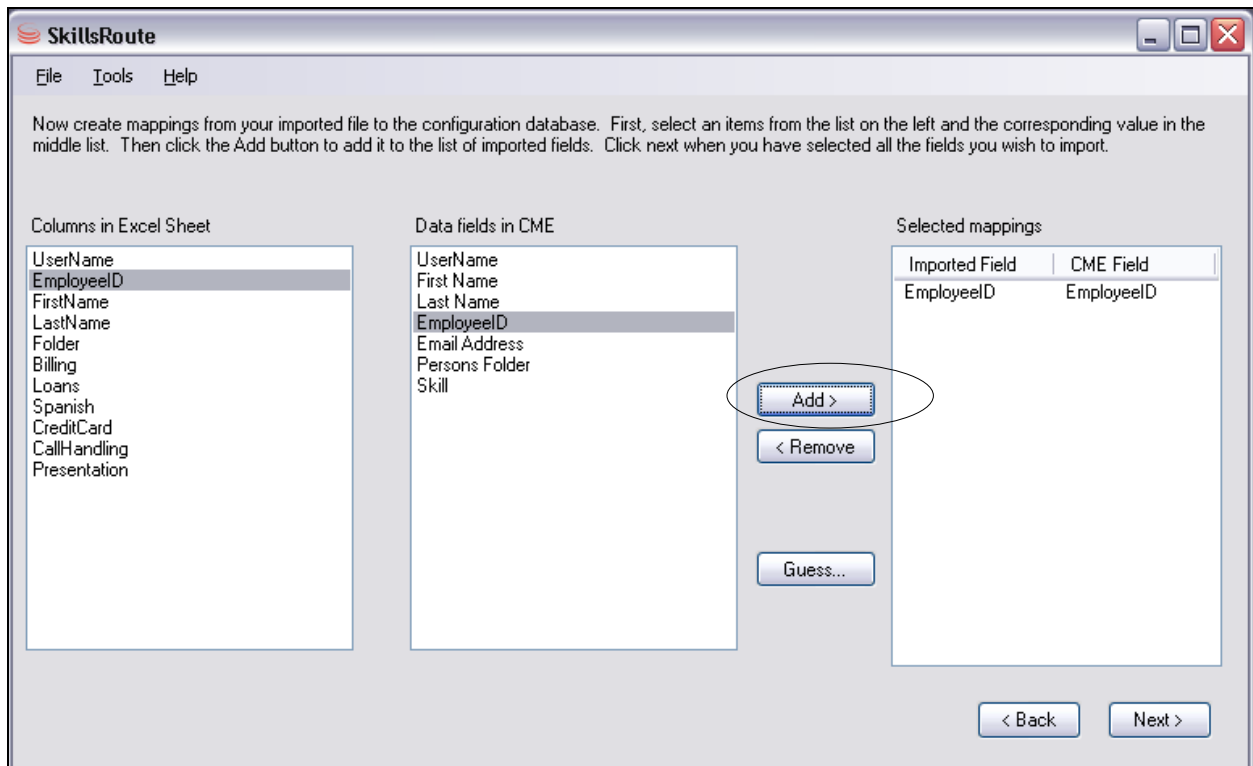 SkillsRoute
File Tools Help
Now create mappings from your imported file to the configuration database. First, select an items from the list on the left and the corresponding value in the
middle list. Then click the Add button to add it to the list of imported fields. Click next when you have selected all the fields you wish to import.
Columns in Excel Sheet
UserName
EmployeeID
FirstName
LastName
Folder
Billing
Loans
Spanish
CreditCard
CallHandling
Presentation
Data fields in CME
UserName
First Name
Last Name
EmployeeID
Email Address
Persons Folder
Skill
Add >
< Remove
Guess...
Selected mappings
Imported Field CME Field
EmployeeID EmployeeID
< Back Next >